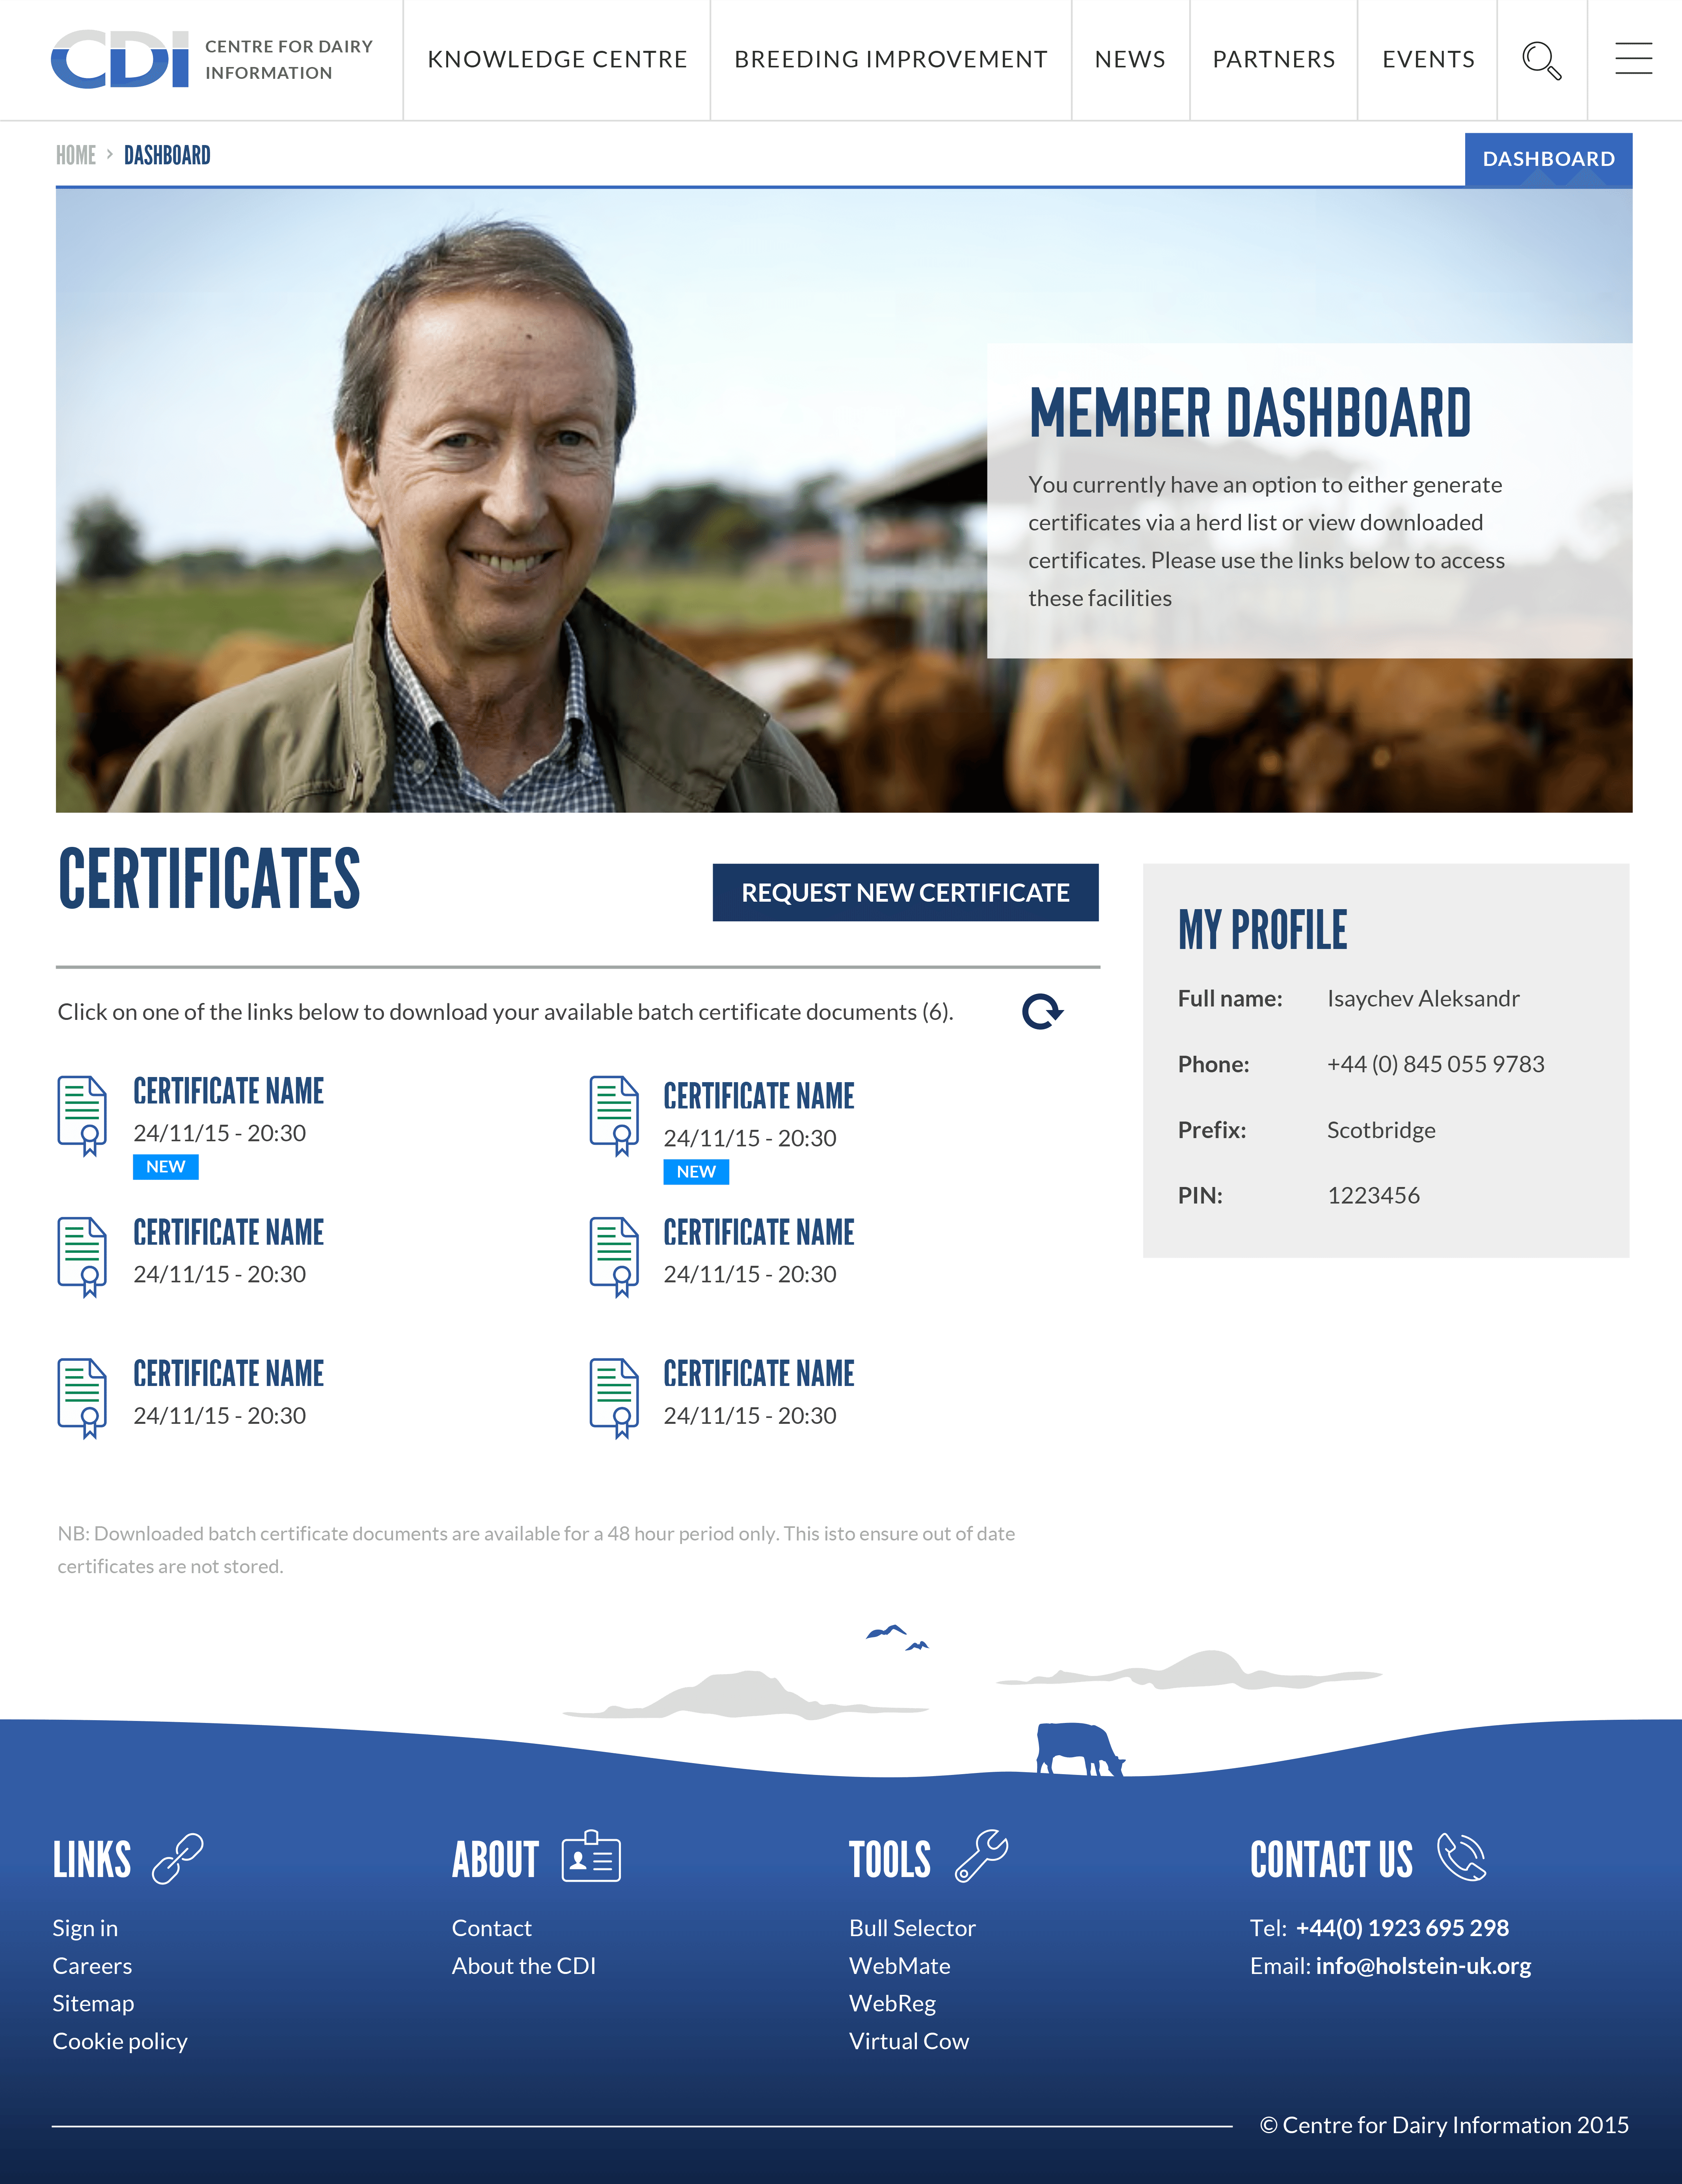 CDI
CENTRE FOR DAIRY
INFORMATION
KNOWLEDGE CENTRE
BREEDING IMPROVEMENT
NEWS
PARTNERS
EVENTS
HOME > DASHBOARD
DASHBOARD
MEMBER DASHBOARD
You currently have an option to either generate
certificates via a herd list or view downloaded
certificates. Please use the links below to access
these facilities
CERTIFICATES
REQUEST NEW CERTIFICATE
Click on one of the links below to download your available batch certificate documents (6).
CERTIFICATE NAME
24/11/15 - 20:30
NEW
CERTIFICATE NAME
24/11/15 - 20:30
NEW
CERTIFICATE NAME
24/11/15 - 20:30
CERTIFICATE NAME
24/11/15 - 20:30
CERTIFICATE NAME
24/11/15 - 20:30
CERTIFICATE NAME
24/11/15 - 20:30
NB: Downloaded batch certificate documents are available for a 48 hour period only. This isto ensure out of date
certificates are not stored.
MY PROFILE
Full name: Isaychev Aleksandr
Phone: +44 (0) 845 055 9783
Prefix: Scotbridge
PIN: 1223456
LINKS
Sign in
Careers
Sitemap
Cookie policy
ABOUT
Contact
About the CDI
TOOLS
Bull Selector
WebMate
WebReg
Virtual Cow
CONTACT US
Tel: +44(0) 1923 695 298
Email: info@holstein-uk.org
© Centre for Dairy Information 2015